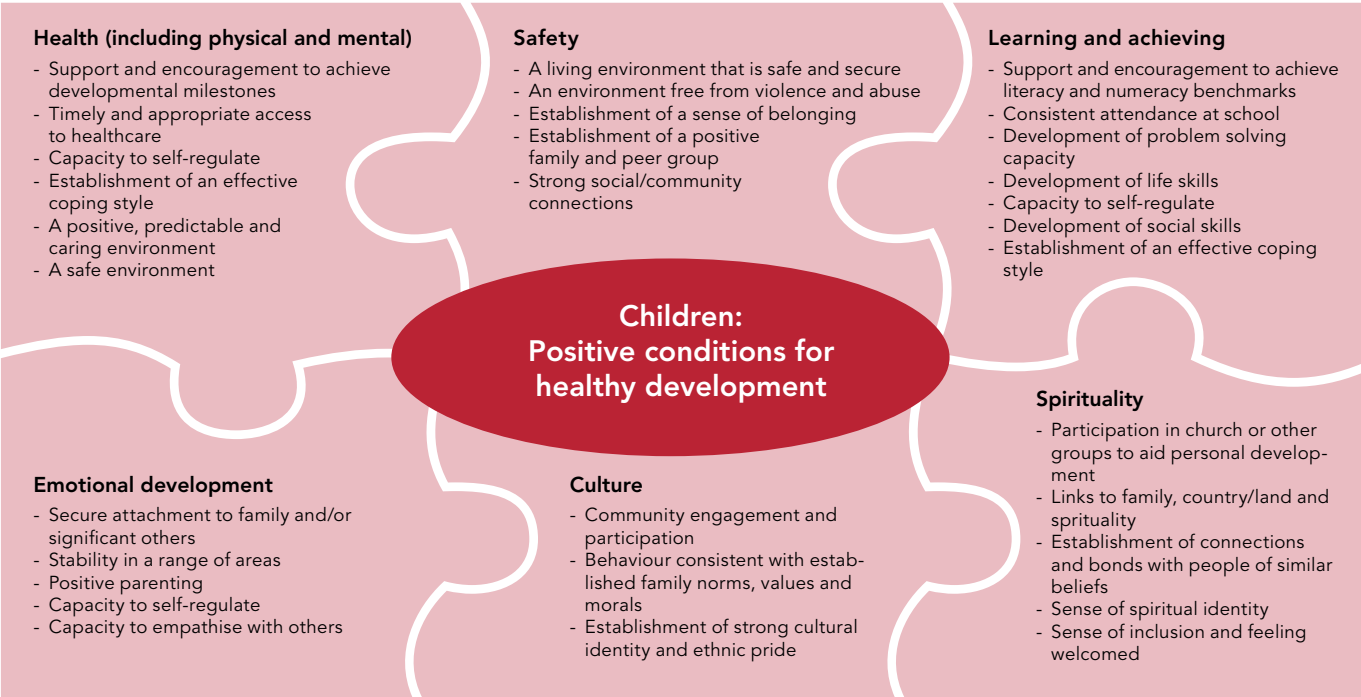 Health (including physical and mental)
- Support and encouragement to achieve
developmental milestones
- Timely and appropriate access
to healthcare
- Capacity to self-regulate
- Establishment of an effective
coping style
- A positive, predictable and
caring environment
- A safe environment
Safety
- A living environment that is safe and secure
- An environment free from violence and abuse
- Establishment of a sense of belonging
- Establishment of a positive
family and peer group
- Strong social/community
connections
Learning and achieving
- Support and encouragement to achieve
literacy and numeracy benchmarks
- Consistent attendance at school
- Development of problem solving
capacity
- Development of life skills
- Capacity to self-regulate
- Development of social skills
- Establishment of an effective coping
style
Children:
Positive conditions for
healthy development
Emotional development
- Secure attachment to family and/or
significant others
- Stability in a range of areas
- Positive parenting
- Capacity to self-regulate
- Capacity to empathise with others
Culture
- Community engagement and
participation
- Behaviour consistent with estab-
lished family norms, values and
morals
- Establishment of strong cultural
identity and ethnic pride
Spirituality
- Participation in church or other
groups to aid personal develop-
ment
- Links to family, country/land and
sprituality
- Establishment of connections
and bonds with people of similar
beliefs
- Sense of spiritual identity
- Sense of inclusion and feeling
welcomed